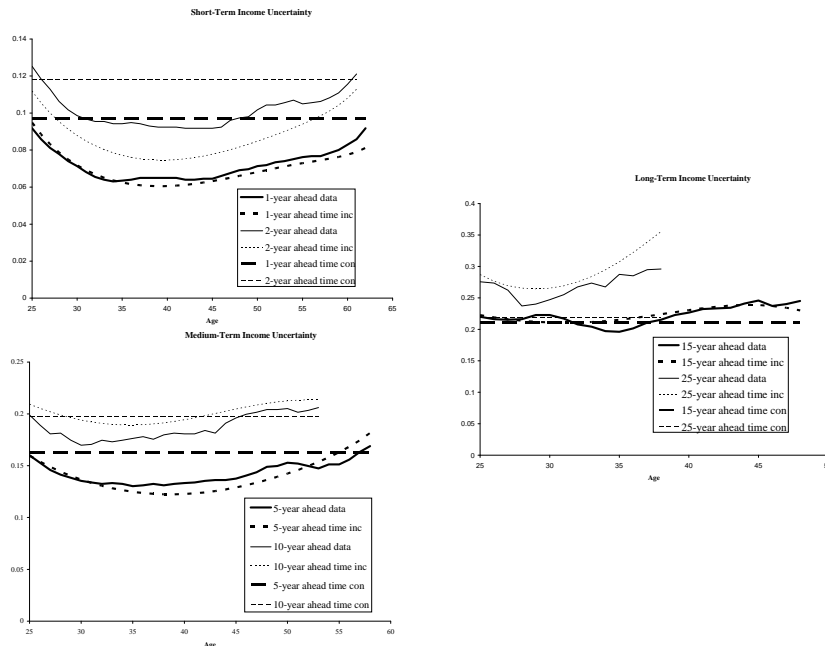 Short-Term Income Uncertainty
0.14
0.12
0.1
0.08
0.06
0.04
0.02
0
1-year ahead data
1-year ahead time inc
2-year ahead data
2-year ahead time inc
1-year ahead time con
2-year ahead time con
25 30 35 40 45 50 55 60 65
Age
Medium-Term Income Uncertainty
0.25
0.2
0.15
0.1
0.05
0
5-year ahead data
5-year ahead time inc
10-year ahead data
10-year ahead time inc
5-year ahead time con
10-year ahead time con
25 30 35 40 45 50 55 60
Age
Long-Term Income Uncertainty
0.4
0.35
0.3
0.25
0.2
0.15
0.1
0.05
0
15-year ahead data
15-year ahead time inc
25-year ahead data
25-year ahead time inc
15-year ahead time con
25-year ahead time con
25 30 35 40 45
Age